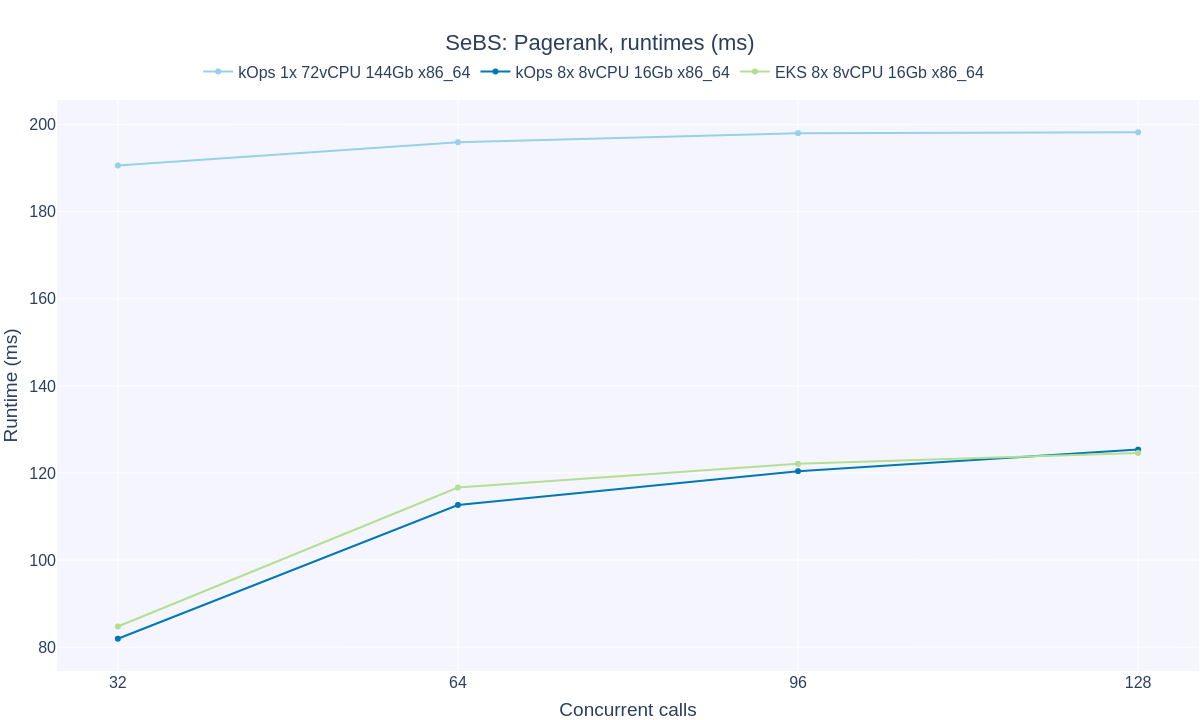 SeBS: Pagerank, runtimes (ms)
kOps 1x 72vCPU 144Gb x86_64 kOps 8x 8vCPU 16Gb x86_64 EKS 8x 8vCPU 16Gb x86_64
200
180
160
140
120
100
80
Runtime (ms)
32 64 96 128
Concurrent calls